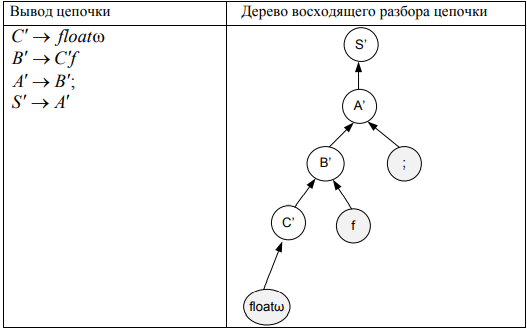 Вывод цепочки
Дерево восходящего разбора цепочки
C′ → floatω
B′ → C′f
A′ → B′;
S′ → A′
S'
A'
B'
;
C'
f
floatω